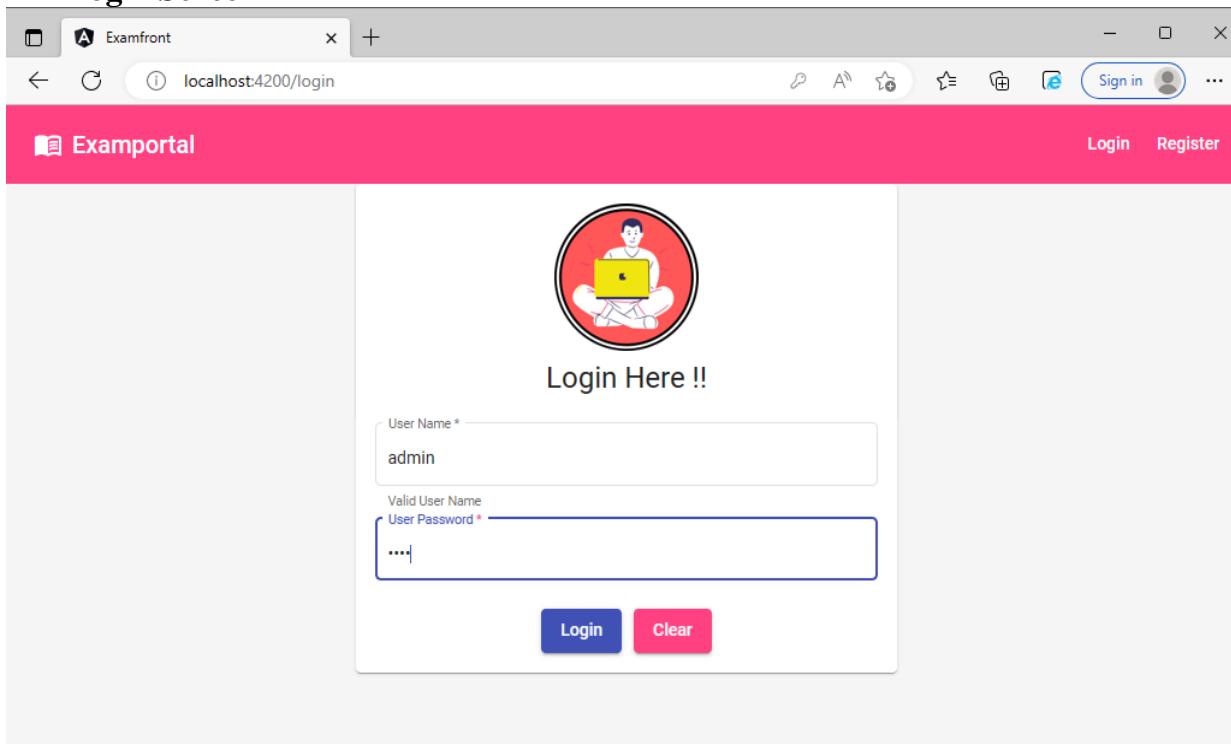 Examfront
localhost:4200/login
Sign in
Examportal
Login Register
Login Here !!
User Name *
admin
Valid User Name
User Password *
••••
Login Clear